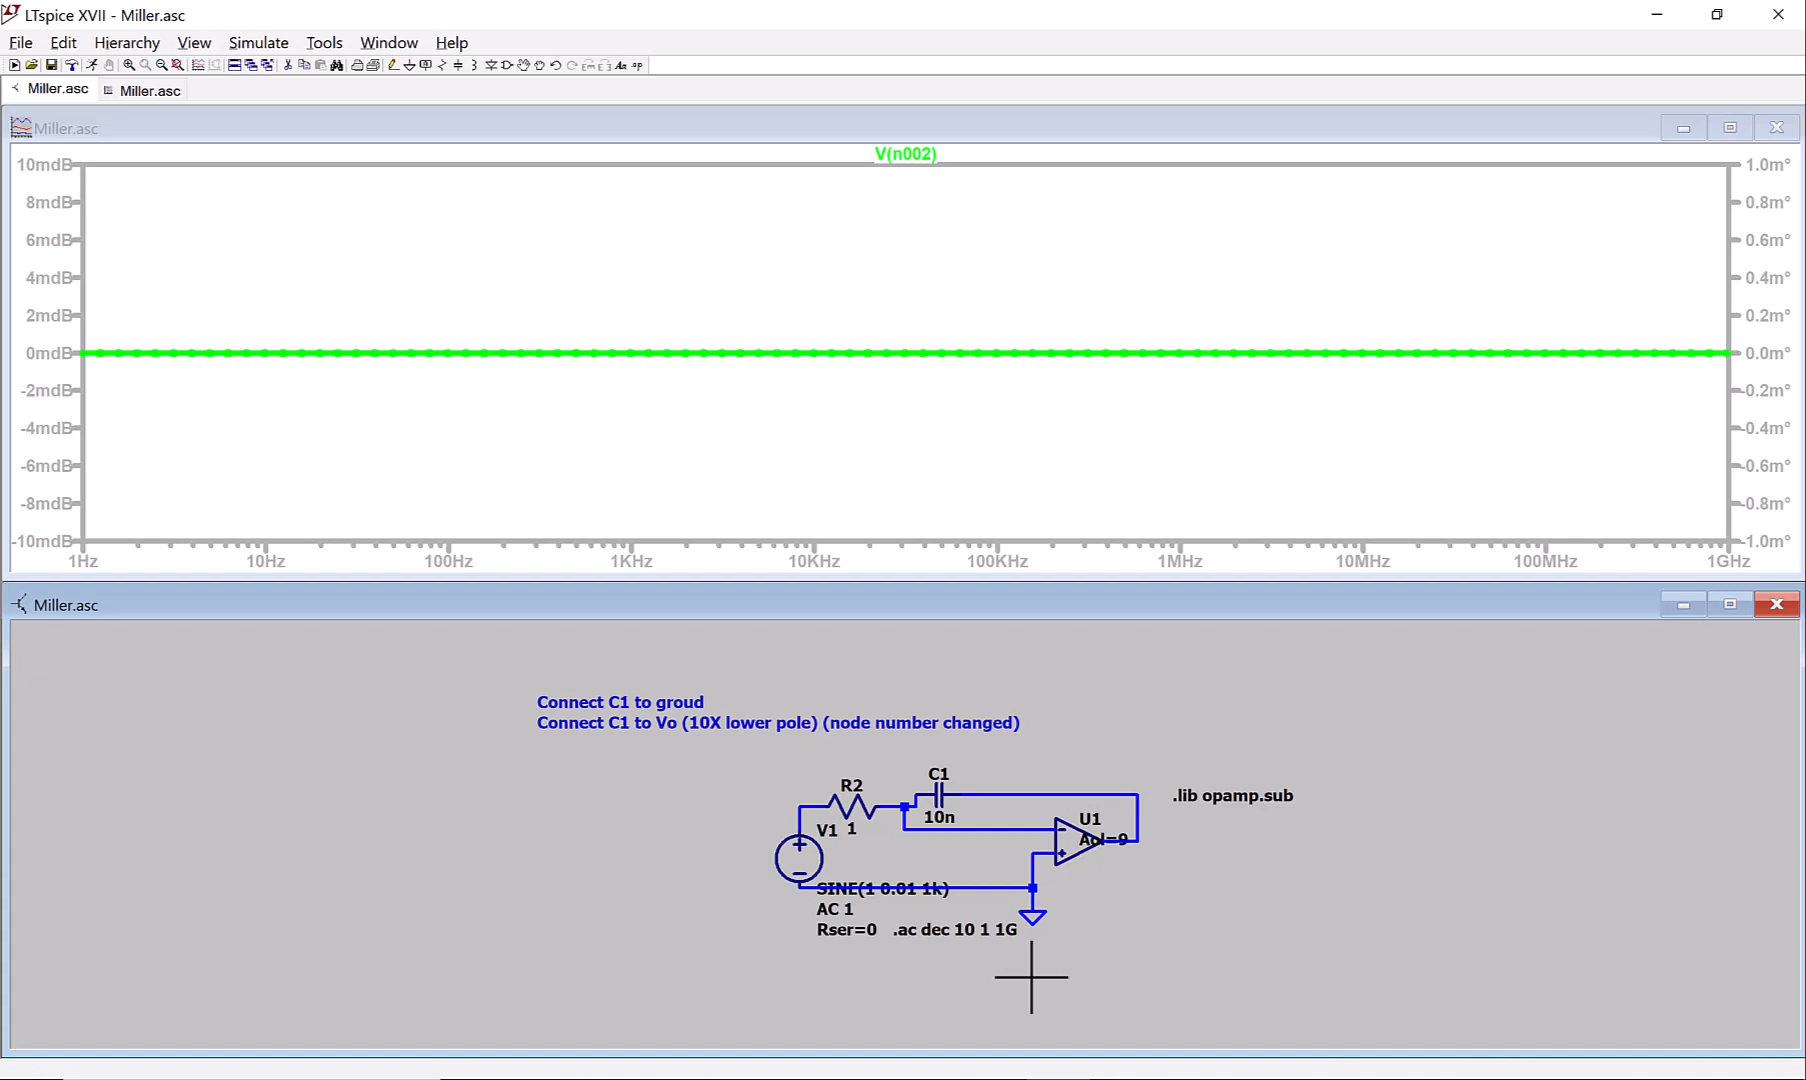 LTspice XVII - Miller.asc
File Edit Hierarchy View Simulate Tools Window Help
Miller.asc Miller.asc
Miller.asc
V(n002)
10mdB 1.0m°
8mdB 0.8m°
6mdB 0.6m°
4mdB 0.4m°
2mdB 0.2m°
0mdB 0.0m°
-2mdB -0.2m°
-4mdB -0.4m°
-6mdB -0.6m°
-8mdB -0.8m°
-10mdB -1.0m°
1Hz 10Hz 100Hz 1KHz 10KHz 100KHz 1MHz 10MHz 100MHz 1GHz
Miller.asc
Connect C1 to groud
Connect C1 to Vo (10X lower pole) (node number changed)
C1
R2
.lib opamp.sub
10n
U1
V1 1
Aol=9
SINE(1 0.01 1k)
AC 1
Rser=0 .ac dec 10 1 1G